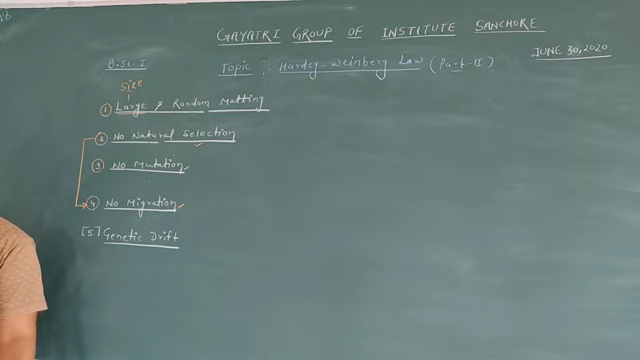 GAYATRI GROUP OF INSTITUTE SANCHORE
JUNE 30, 2020
B.Sc. I
Topic :- Hardey-Weinberg Law (Part-II)
Size
① Large & Random Matting
② No Natural Selection
③ No Mutation
④ No Migration
[5] Genetic Drift